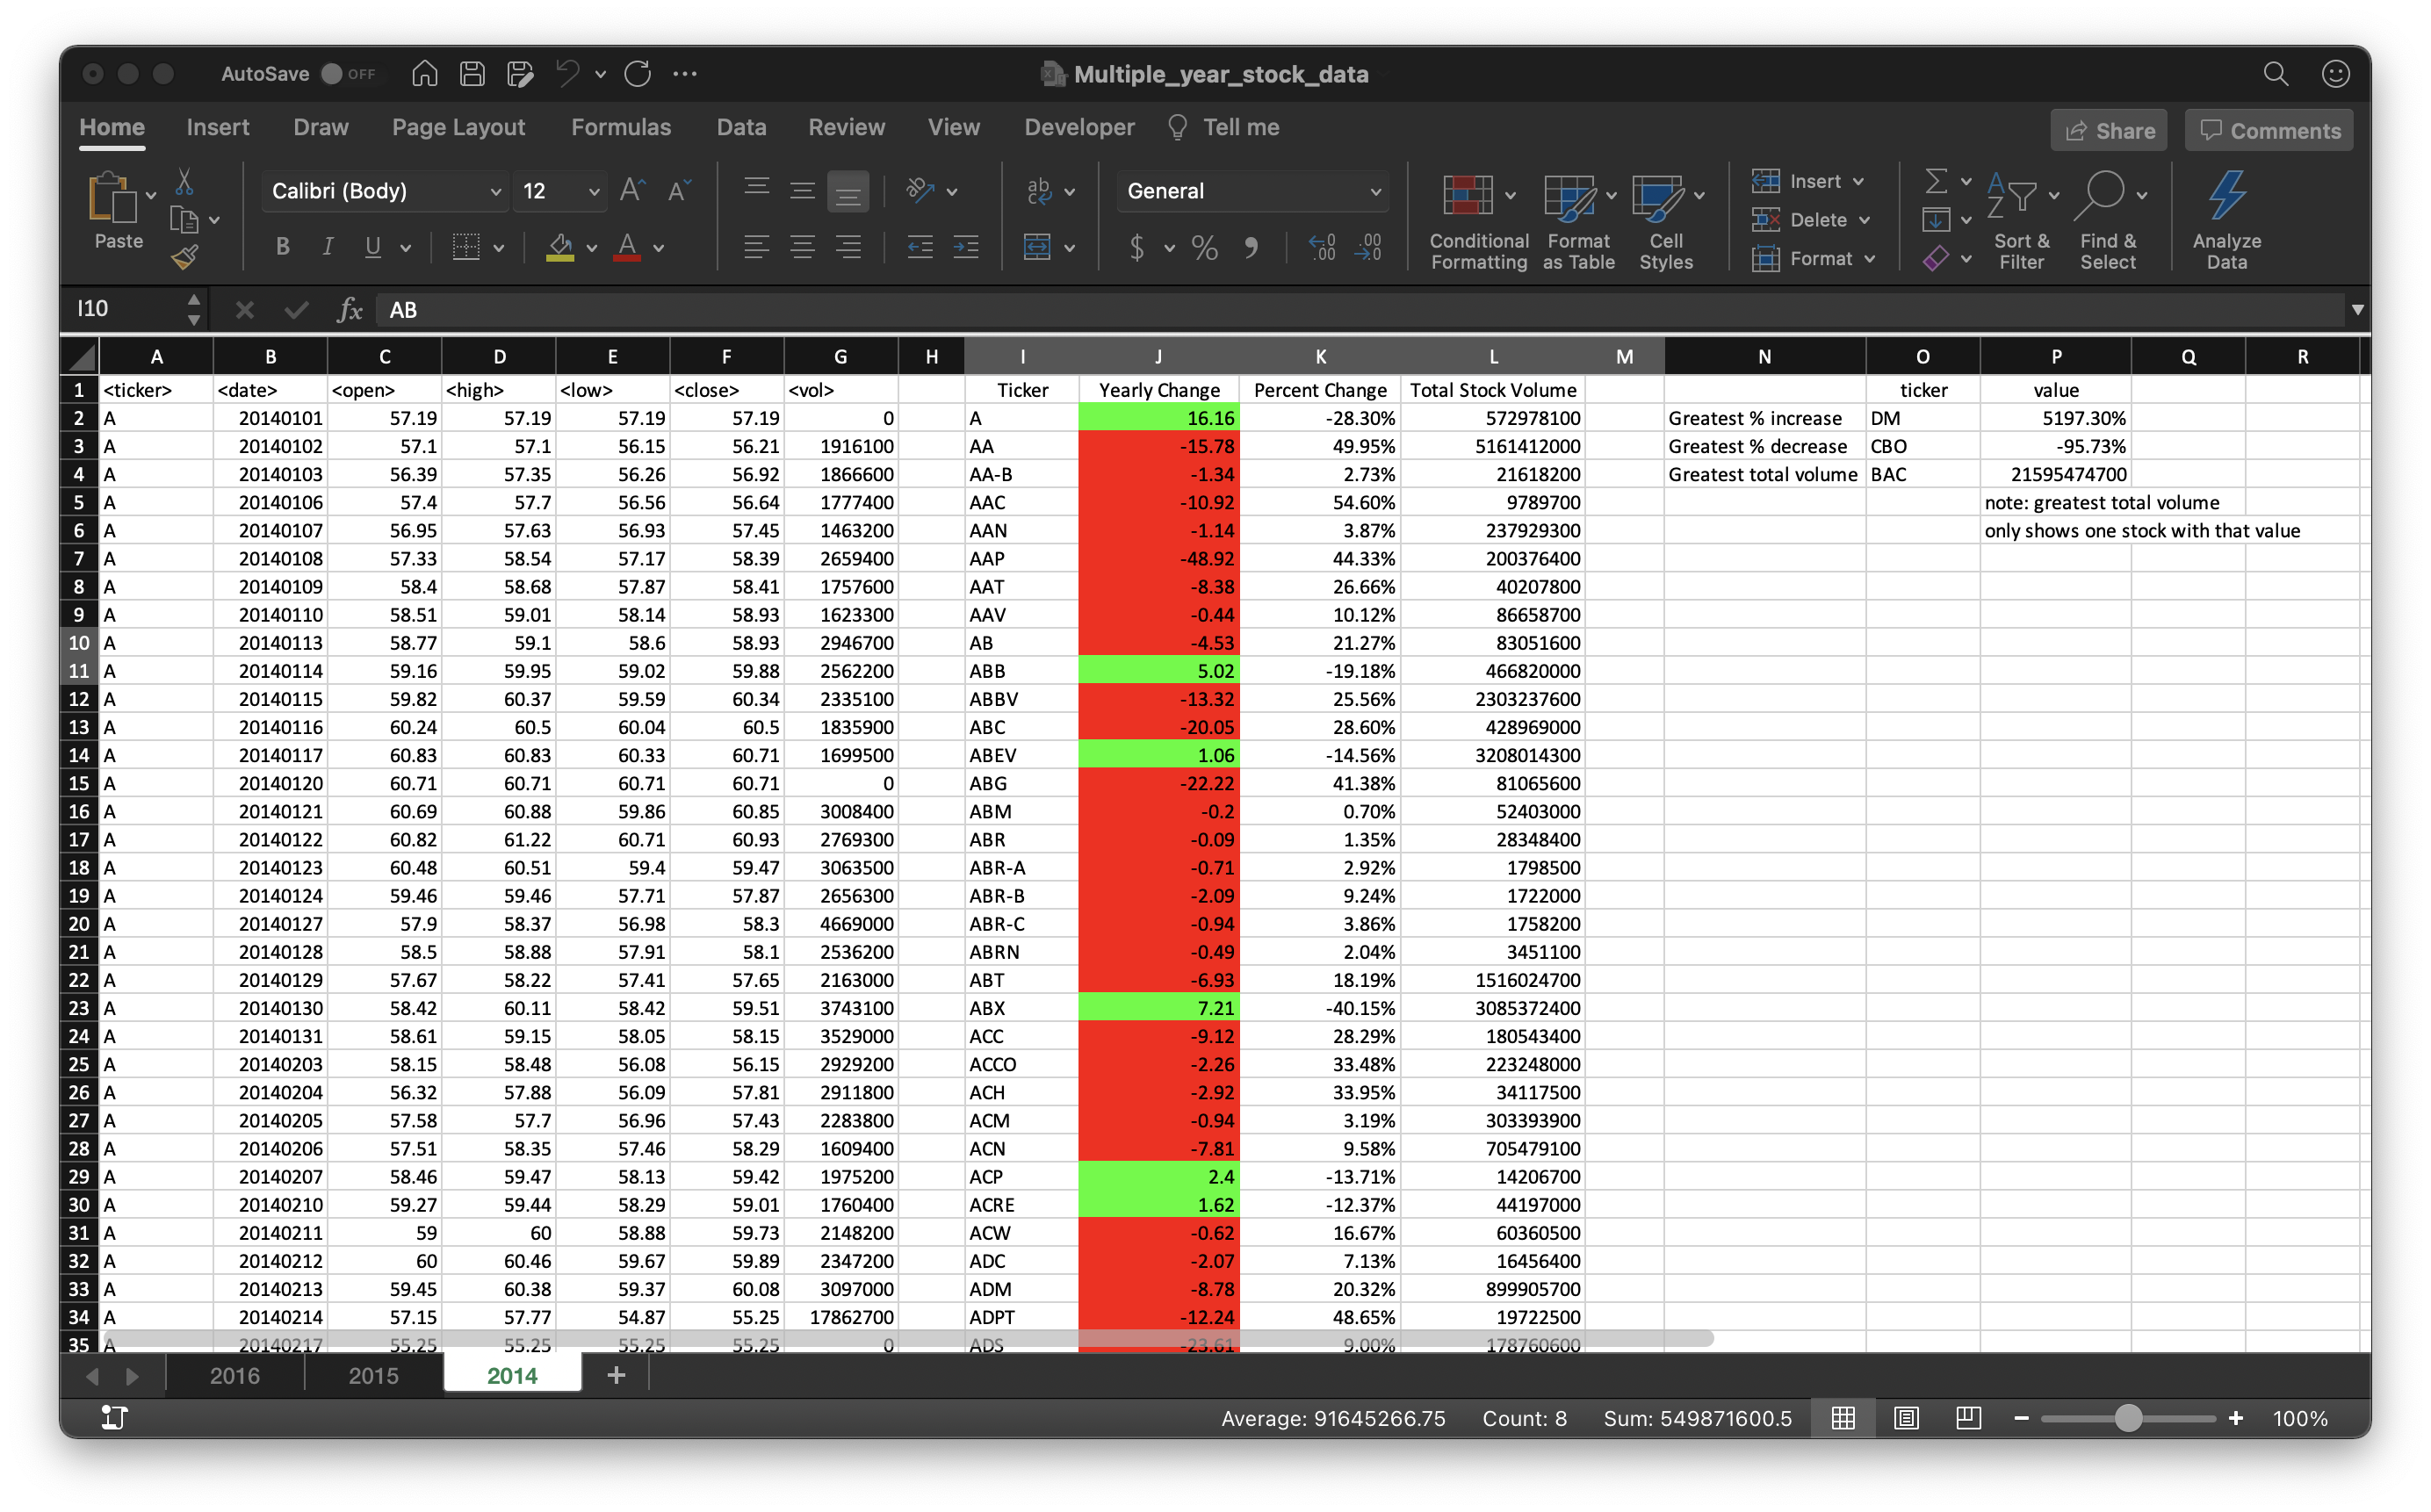 AutoSave OFF Multiple_year_stock_data
Home Insert Draw Page Layout Formulas Data Review View Developer Tell me Share Comments
Paste Calibri (Body) 12 B I U A General $ % Conditional Formatting Format as Table Cell Styles Insert Delete Format Sort & Filter Find & Select Analyze Data
I10 fx AB
A B C D E F G H I J K L M N O P Q R
1 <ticker> <date> <open> <high> <low> <close> <vol> Ticker Yearly Change Percent Change Total Stock Volume ticker value
2 A 20140101 57.19 57.19 57.19 57.19 0 A 16.16 -28.30% 572978100 Greatest % increase DM 5197.30%
3 A 20140102 57.1 57.1 56.15 56.21 1916100 AA -15.78 49.95% 5161412000 Greatest % decrease CBO -95.73%
4 A 20140103 56.39 57.35 56.26 56.92 1866600 AA-B -1.34 2.73% 21618200 Greatest total volume BAC 21595474700
5 A 20140106 57.4 57.7 56.56 56.64 1777400 AAC -10.92 54.60% 9789700 note: greatest total volume
6 A 20140107 56.95 57.63 56.93 57.45 1463200 AAN -1.14 3.87% 237929300 only shows one stock with that value
7 A 20140108 57.33 58.54 57.17 58.39 2659400 AAP -48.92 44.33% 200376400
8 A 20140109 58.4 58.68 57.87 58.41 1757600 AAT -8.38 26.66% 40207800
9 A 20140110 58.51 59.01 58.14 58.93 1623300 AAV -0.44 10.12% 86658700
10 A 20140113 58.77 59.1 58.6 58.93 2946700 AB -4.53 21.27% 83051600
11 A 20140114 59.16 59.95 59.02 59.88 2562200 ABB 5.02 -19.18% 466820000
12 A 20140115 59.82 60.37 59.59 60.34 2335100 ABBV -13.32 25.56% 2303237600
13 A 20140116 60.24 60.5 60.04 60.5 1835900 ABC -20.05 28.60% 428969000
14 A 20140117 60.83 60.83 60.33 60.71 1699500 ABEV 1.06 -14.56% 3208014300
15 A 20140120 60.71 60.71 60.71 60.71 0 ABG -22.22 41.38% 81065600
16 A 20140121 60.69 60.88 59.86 60.85 3008400 ABM -0.2 0.70% 52403000
17 A 20140122 60.82 61.22 60.71 60.93 2769300 ABR -0.09 1.35% 28348400
18 A 20140123 60.48 60.51 59.4 59.47 3063500 ABR-A -0.71 2.92% 1798500
19 A 20140124 59.46 59.46 57.71 57.87 2656300 ABR-B -2.09 9.24% 1722000
20 A 20140127 57.9 58.37 56.98 58.3 4669000 ABR-C -0.94 3.86% 1758200
21 A 20140128 58.5 58.88 57.91 58.1 2536200 ABRN -0.49 2.04% 3451100
22 A 20140129 57.67 58.22 57.41 57.65 2163000 ABT -6.93 18.19% 1516024700
23 A 20140130 58.42 60.11 58.42 59.51 3743100 ABX 7.21 -40.15% 3085372400
24 A 20140131 58.61 59.15 58.05 58.15 3529000 ACC -9.12 28.29% 180543400
25 A 20140203 58.15 58.48 56.08 56.15 2929200 ACCO -2.26 33.48% 223248000
26 A 20140204 56.32 57.88 56.09 57.81 2911800 ACH -2.92 33.95% 34117500
27 A 20140205 57.58 57.7 56.96 57.43 2283800 ACM -0.94 3.19% 303393900
28 A 20140206 57.51 58.35 57.46 58.29 1609400 ACN -7.81 9.58% 705479100
29 A 20140207 58.46 59.47 58.13 59.42 1975200 ACP 2.4 -13.71% 14206700
30 A 20140210 59.27 59.44 58.29 59.01 1760400 ACRE 1.62 -12.37% 44197000
31 A 20140211 59 60 58.88 59.73 2148200 ACW -0.62 16.67% 60360500
32 A 20140212 60 60.46 59.67 59.89 2347200 ADC -2.07 7.13% 16456400
33 A 20140213 59.45 60.38 59.37 60.08 3097000 ADM -8.78 20.32% 899905700
34 A 20140214 57.15 57.77 54.87 55.25 17862700 ADPT -12.24 48.65% 19722500
35 A 20140217 55.25 55.25 55.25 55.25 0 ADS -23.61 9.00% 178760600
2016 2015 2014 +
Average: 91645266.75 Count: 8 Sum: 549871600.5 100%